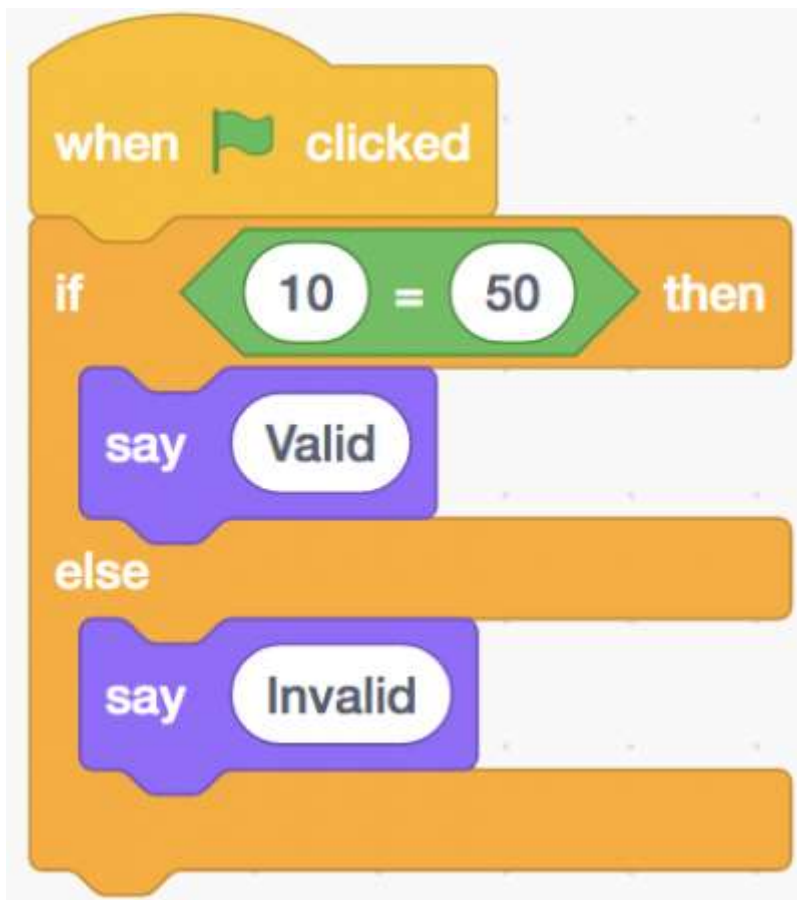 when clicked
if 10 = 50 then
say Valid
else
say Invalid